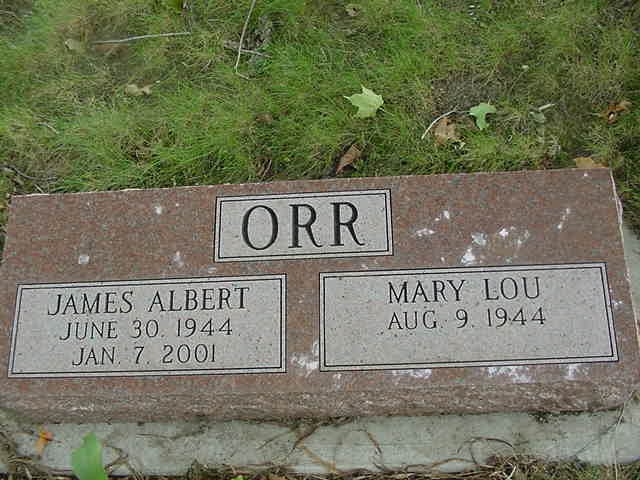 ORR
JAMES ALBERT
JUNE 30. 1944
JAN. 7. 2001
MARY LOU
AUG. 9. 1944